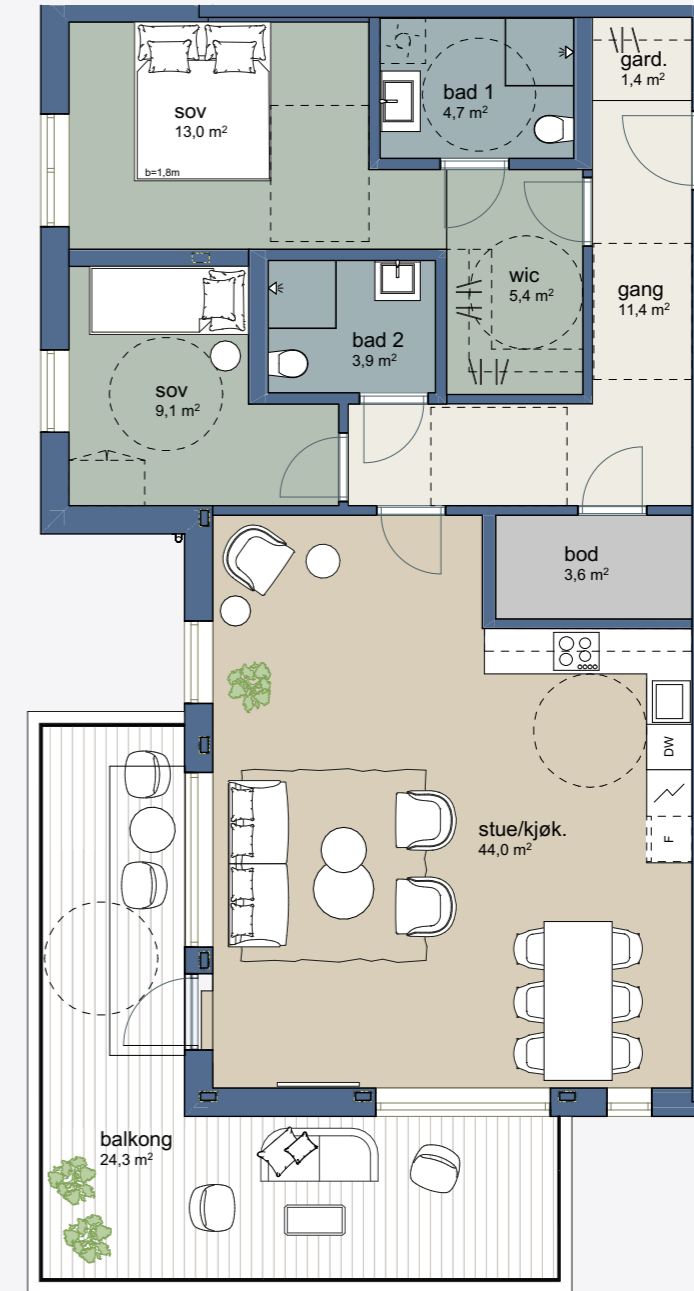 gard.
1,4 m²
bad 1
4,7 m²
sov
13,0 m²
b=1,8m
wic
5,4 m²
gang
11,4 m²
bad 2
3,9 m²
sov
9,1 m²
bod
3,6 m²
DW
F
stue/kjøk.
44,0 m²
balkong
24,3 m²